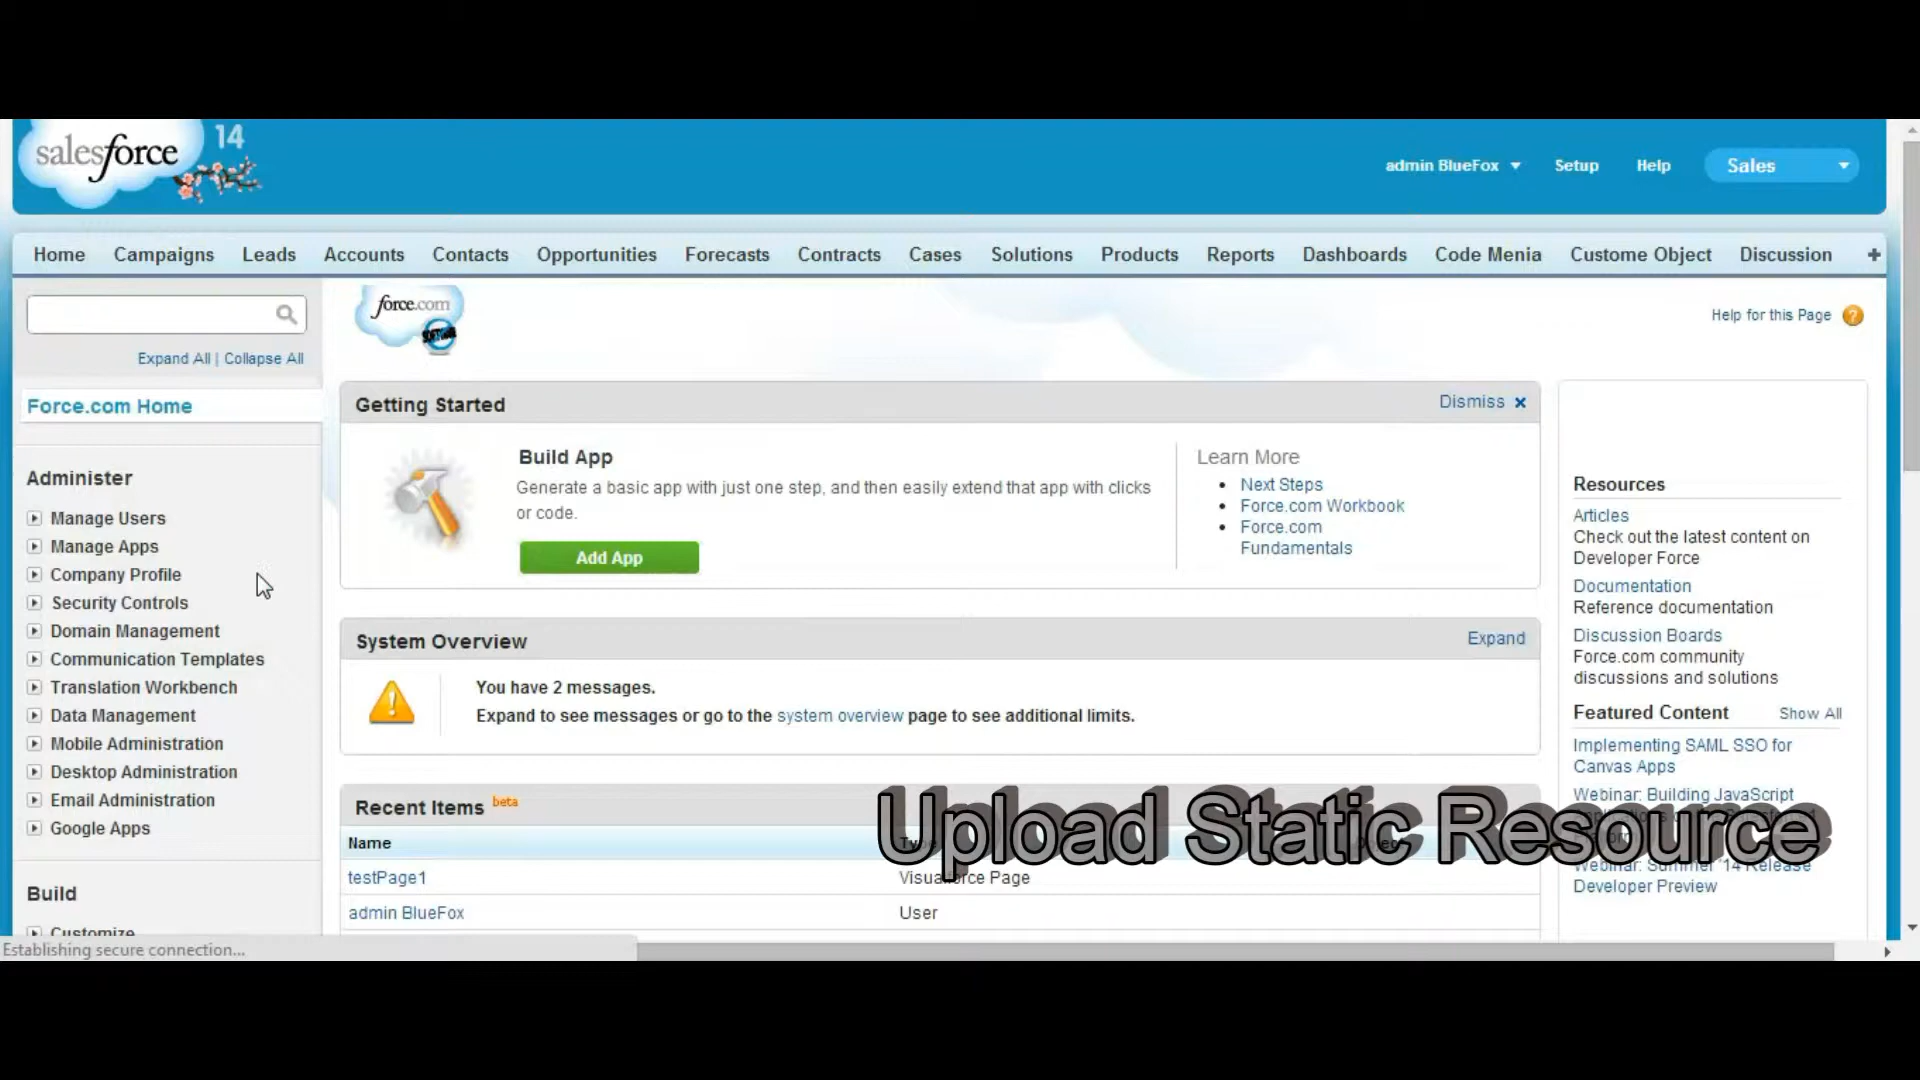 salesforce 14
admin BlueFox Setup Help Sales
Home Campaigns Leads Accounts Contacts Opportunities Forecasts Contracts Cases Solutions Products Reports Dashboards Code Menia Custome Object Discussion +
Expand All | Collapse All
Force.com Home
Administer
Manage Users
Manage Apps
Company Profile
Security Controls
Domain Management
Communication Templates
Translation Workbench
Data Management
Mobile Administration
Desktop Administration
Email Administration
Google Apps
Build
Customize
Establishing secure connection...
force.com
Help for this Page ?
Getting Started
Dismiss x
Build App
Generate a basic app with just one step, and then easily extend that app with clicks
or code.
Add App
Learn More
Next Steps
Force.com Workbook
Force.com
Fundamentals
System Overview
Expand
You have 2 messages.
Expand to see messages or go to the system overview page to see additional limits.
Recent Items beta
Name
testPage1 Visualforce Page
admin BlueFox User
Resources
Articles
Check out the latest content on
Developer Force
Documentation
Reference documentation
Discussion Boards
Force.com community
discussions and solutions
Featured Content Show All
Implementing SAML SSO for
Canvas Apps
Webinar: Building JavaScript
Webinar: Summer '14 Release
Developer Preview
Upload Static Resource